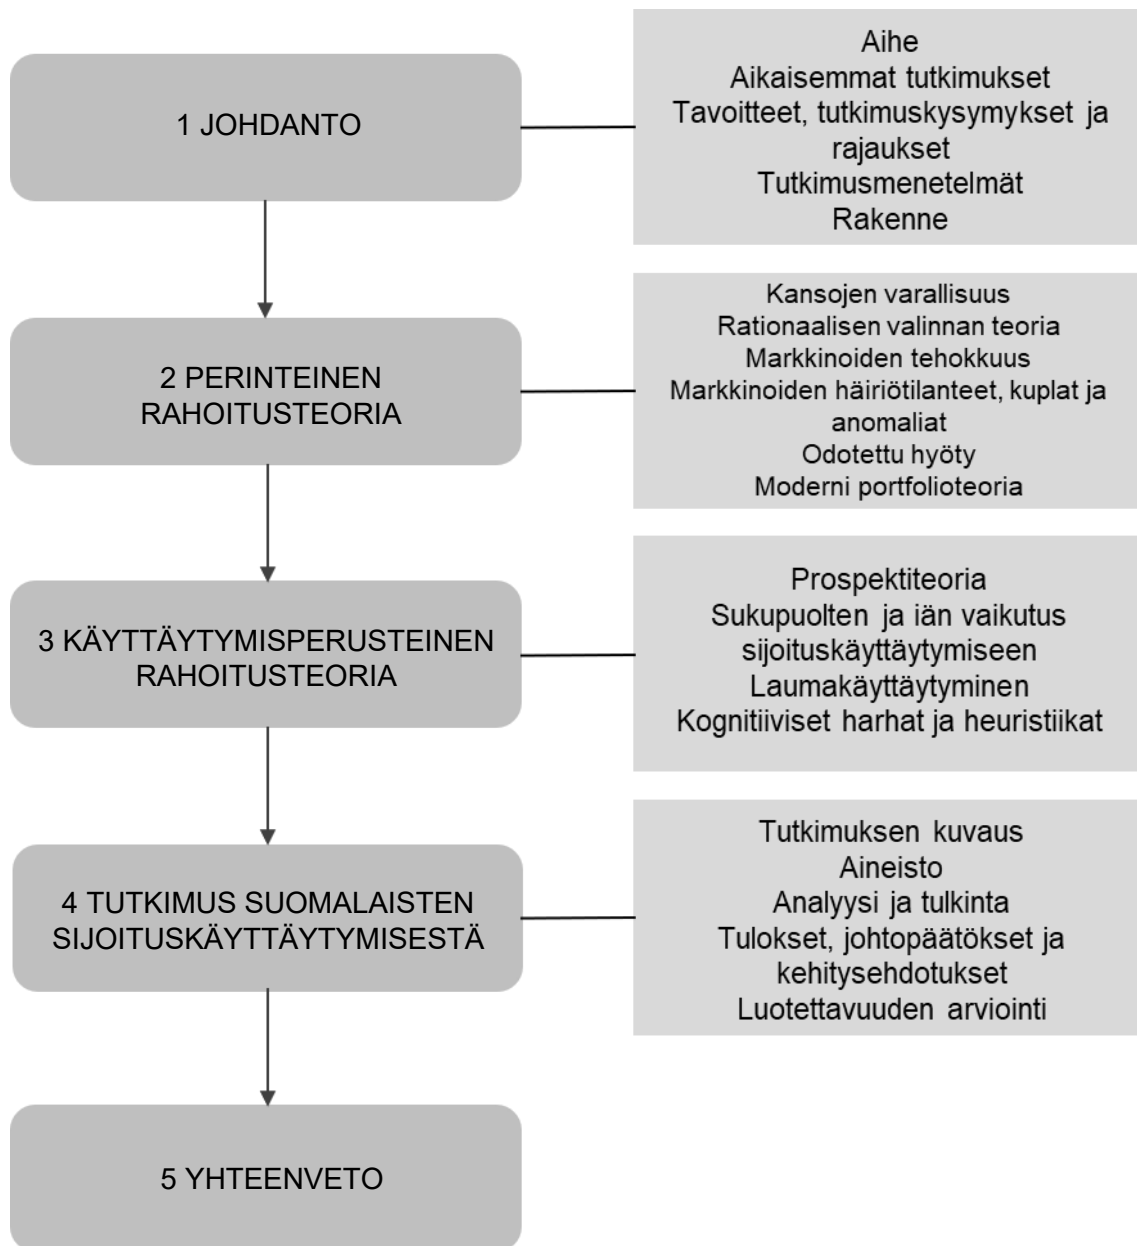 1 JOHDANTO
Aihe
Aikaisemmat tutkimukset
Tavoitteet, tutkimuskysymykset ja
rajaukset
Tutkimusmenetelmät
Rakenne
2 PERINTEINEN
RAHOITUSTEORIA
Kansojen varallisuus
Rationaalisen valinnan teoria
Markkinoiden tehokkuus
Markkinoiden häiriötilanteet, kuplat ja
anomaliat
Odotettu hyöty
Moderni portfolioteoria
3 KÄYTTÄYTYMISPERUSTEINEN
RAHOITUSTEORIA
Prospektiteoria
Sukupuolten ja iän vaikutus
sijoituskäyttäytymiseen
Laumakäyttäytyminen
Kognitiiviset harhat ja heuristiikat
4 TUTKIMUS SUOMALAISTEN
SIJOITUSKÄYTTÄYTYMISESTÄ
Tutkimuksen kuvaus
Aineisto
Analyysi ja tulkinta
Tulokset, johtopäätökset ja
kehitysehdotukset
Luotettavuuden arviointi
5 YHTEENVETO